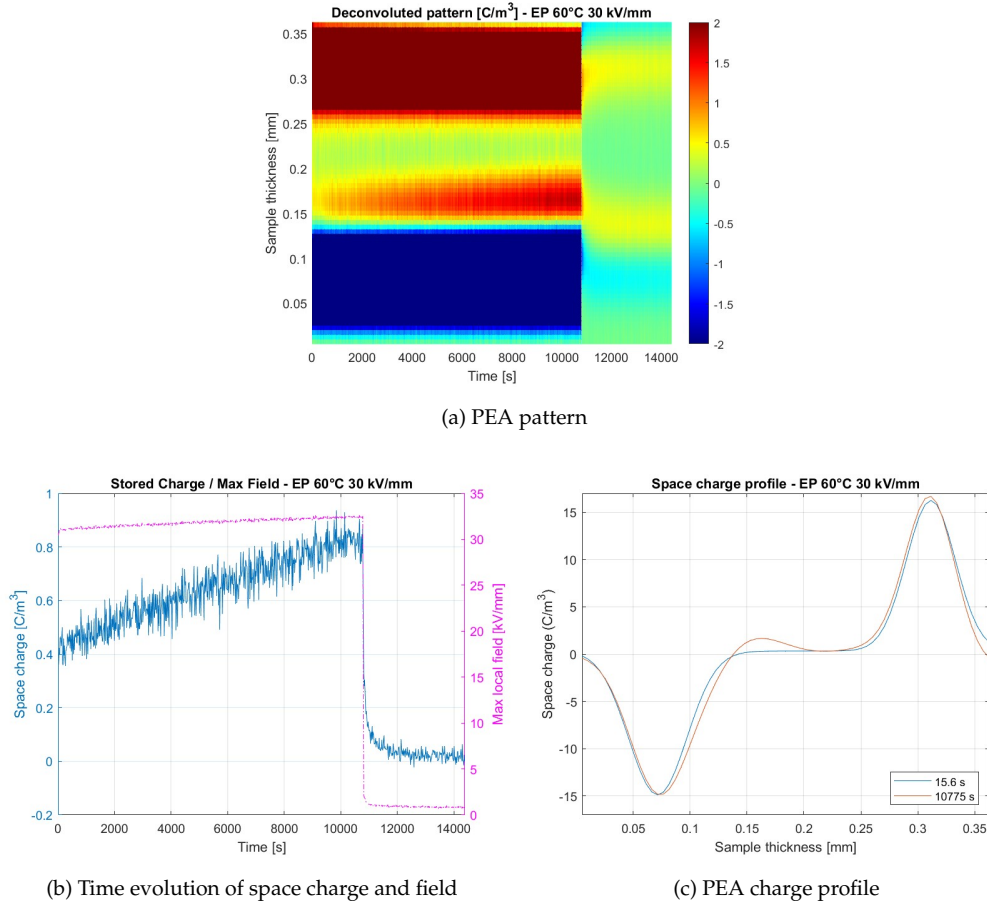 Deconvoluted pattern [C/m³] - EP 60°C 30 kV/mm
Sample thickness [mm]
0.35
0.3
0.25
0.2
0.15
0.1
0.05
0 2000 4000 6000 8000 10000 12000 14000
Time [s]
2
1.5
1
0.5
0
-0.5
-1
-1.5
-2
(a) PEA pattern
Stored Charge / Max Field - EP 60°C 30 kV/mm
Space charge [C/m³]
1
0.8
0.6
0.4
0.2
0
-0.2
0 2000 4000 6000 8000 10000 12000 14000
Time [s]
35
30
25
20
15
10
5
0
Max local field [kV/mm]
(b) Time evolution of space charge and field
Space charge profile - EP 60°C 30 kV/mm
Space charge (C/m³)
15
10
5
0
-5
-10
-15
0.05 0.1 0.15 0.2 0.25 0.3 0.35
Sample thickness [mm]
15.6 s
10775 s
(c) PEA charge profile